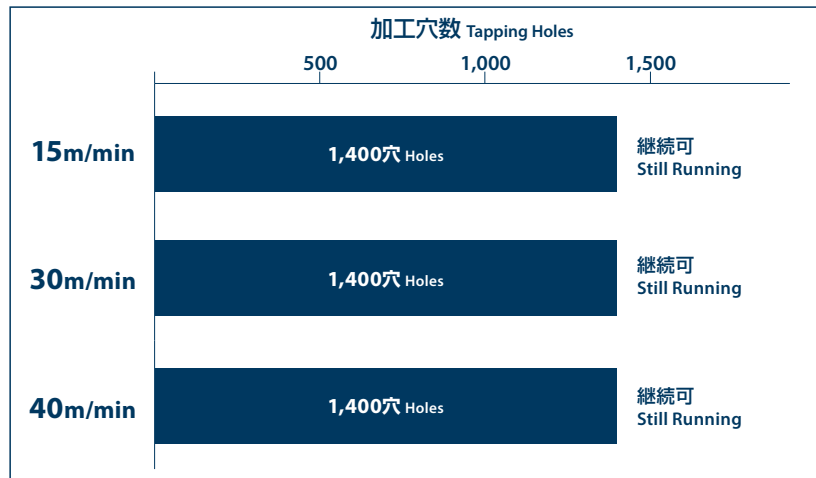 加工穴数 Tapping Holes
500 1,000 1,500
15m/min
1,400穴 Holes
継続可
Still Running
30m/min
1,400穴 Holes
継続可
Still Running
40m/min
1,400穴 Holes
継続可
Still Running